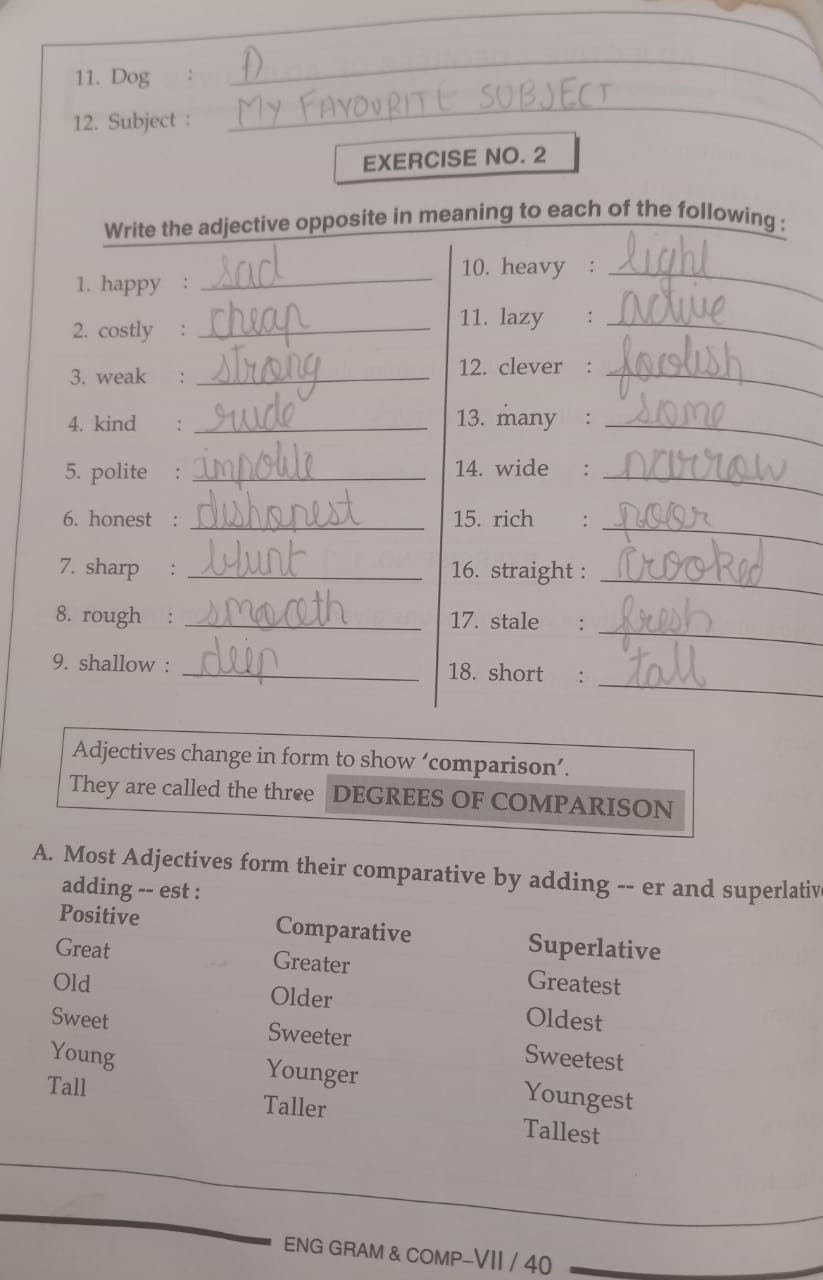 11. Dog : A
12. Subject : MY FAVOURITE SUBJECT
EXERCISE NO. 2
Write the adjective opposite in meaning to each of the following :
1. happy : sad
2. costly : cheap
3. weak : strong
4. kind : rude
5. polite : impolite
6. honest : dishonest
7. sharp : blunt
8. rough : smooth
9. shallow : deep
10. heavy : light
11. lazy : active
12. clever : foolish
13. many : some
14. wide : narrow
15. rich : poor
16. straight : crooked
17. stale : fresh
18. short : tall
Adjectives change in form to show ‘comparison’.
They are called the three DEGREES OF COMPARISON
A. Most Adjectives form their comparative by adding -- er and superlativ
adding -- est :
Positive Comparative Superlative
Great Greater Greatest
Old Older Oldest
Sweet Sweeter Sweetest
Young Younger Youngest
Tall Taller Tallest
ENG GRAM & COMP–VII / 40